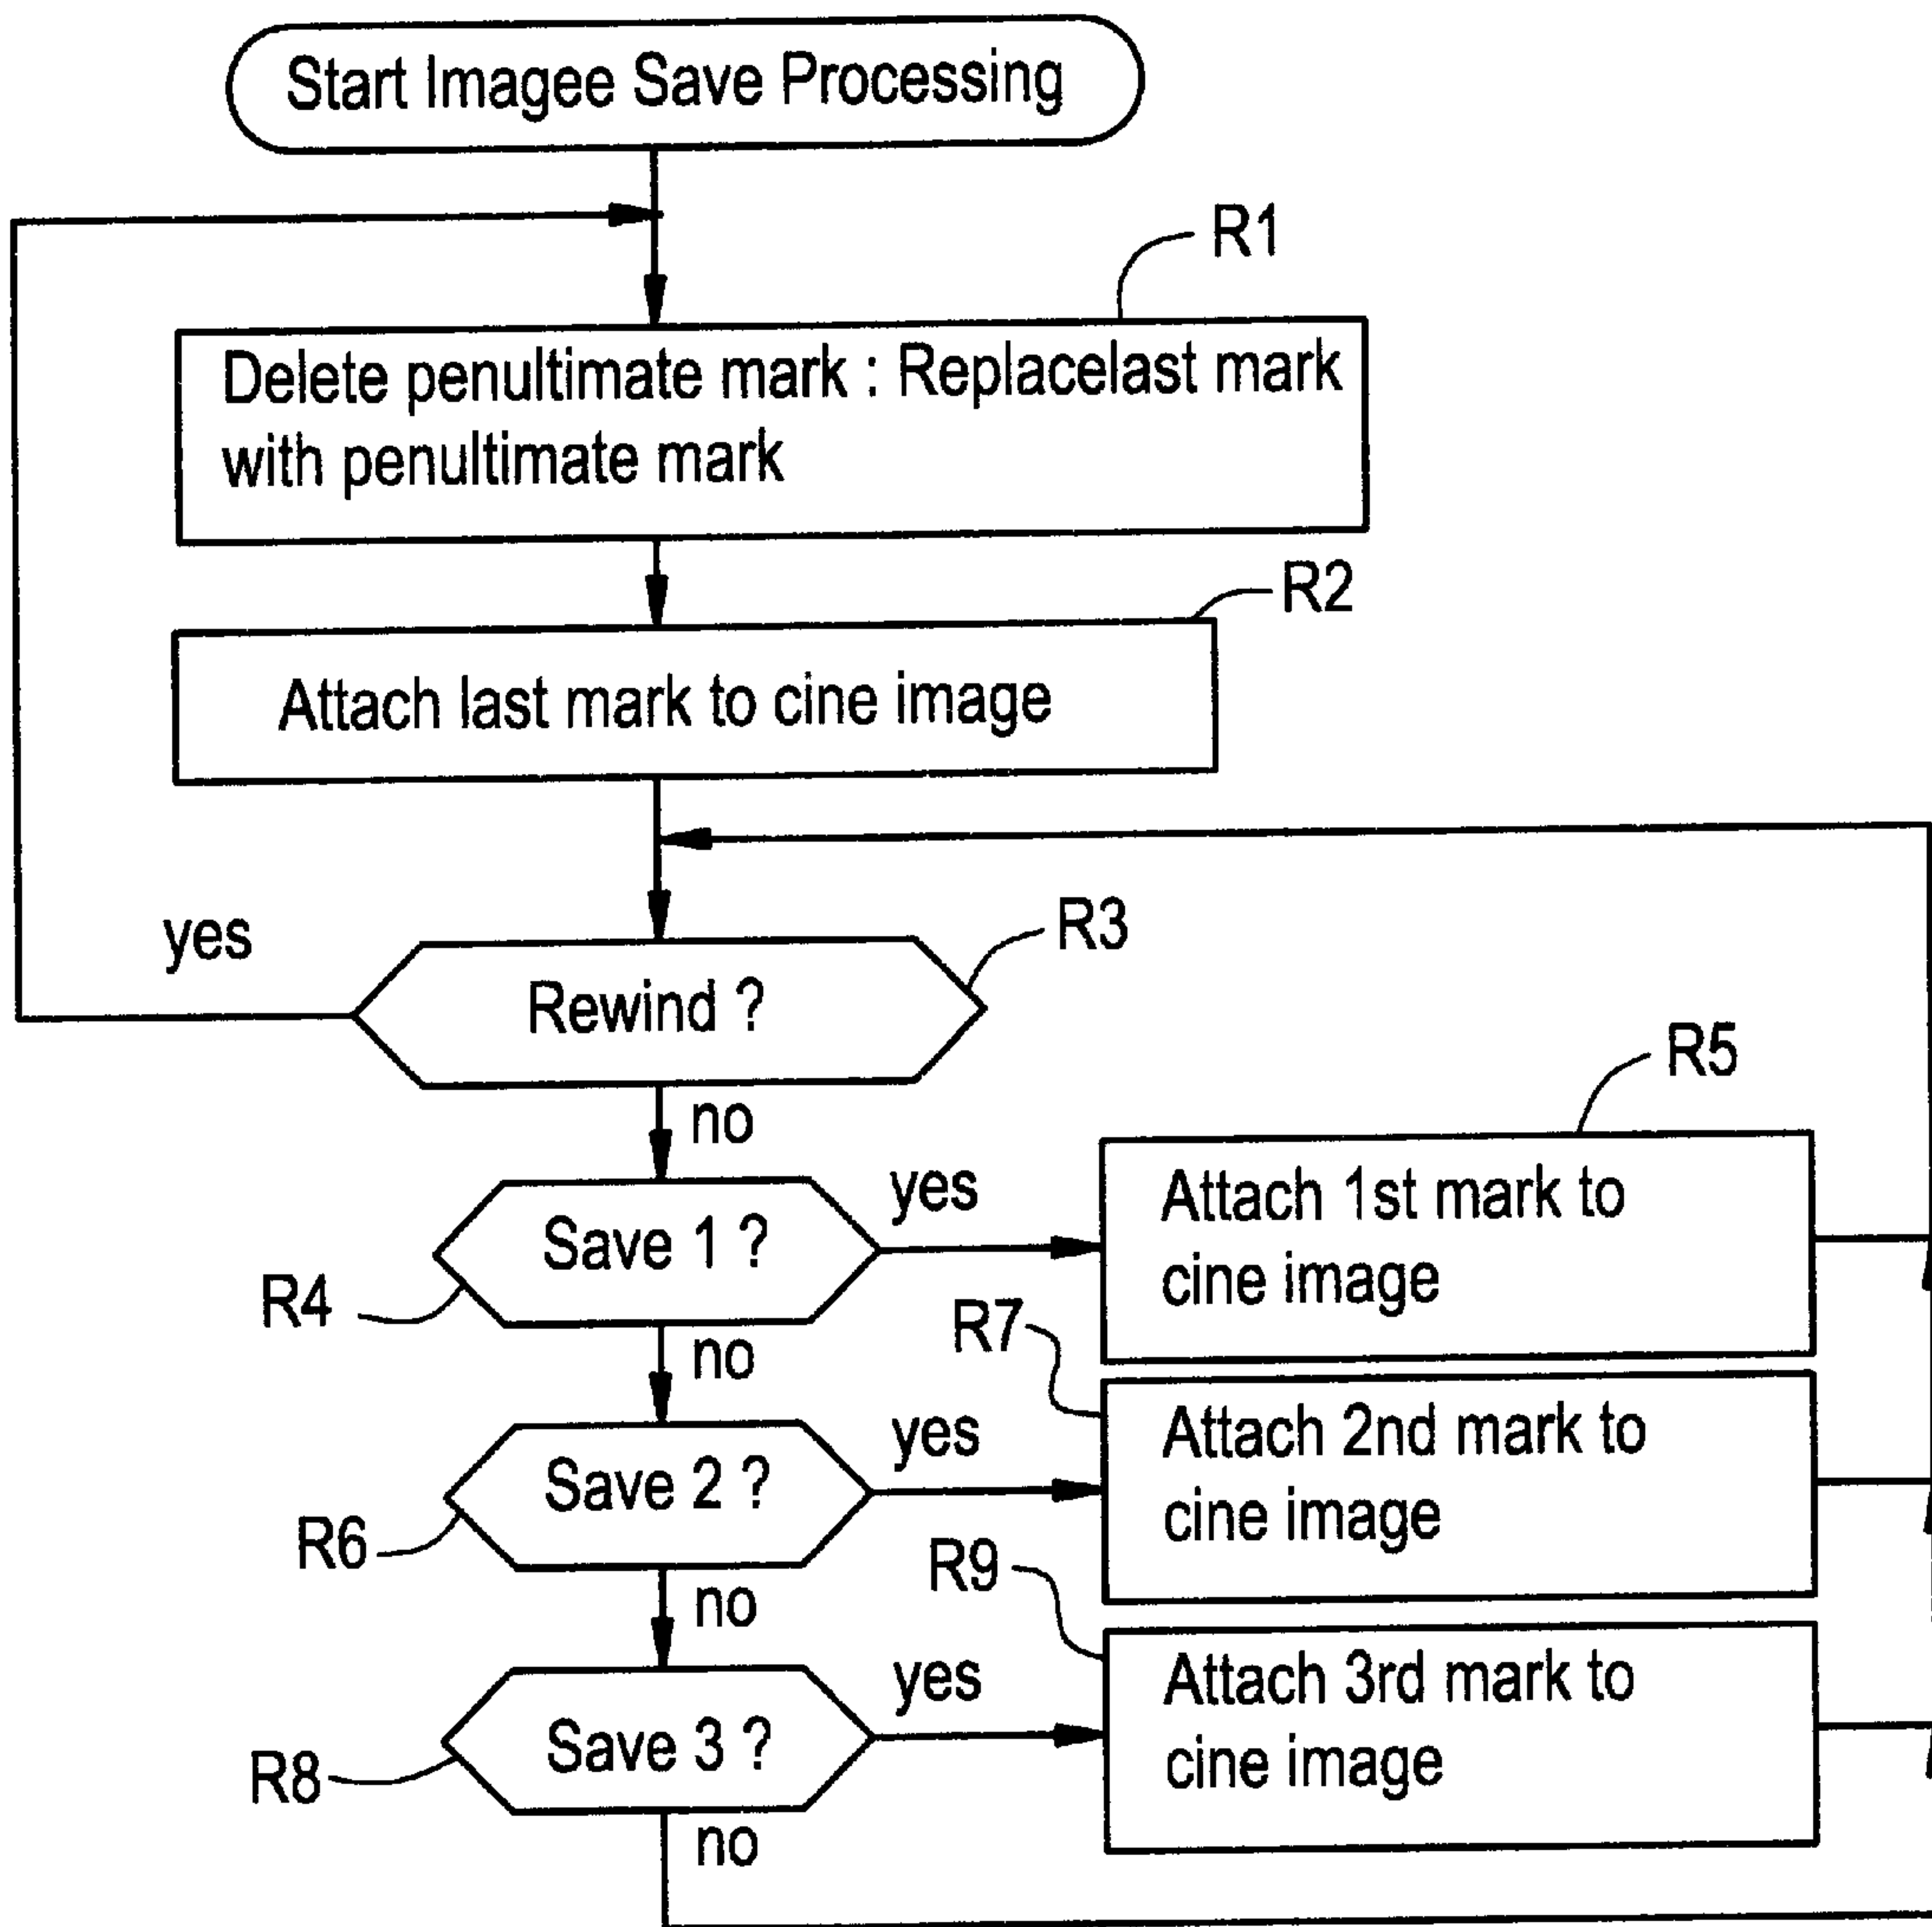 Start Imagee Save Processing
R1
Delete penultimate mark : Replacelast mark
with penultimate mark
R2
Attach last mark to cine image
yes
R3
Rewind ?
no
R5
Save 1 ?
yes
Attach 1st mark to
cine image
R4
no
R7
Save 2 ?
yes
Attach 2nd mark to
cine image
R6
no
R9
Save 3 ?
yes
Attach 3rd mark to
cine image
R8
no